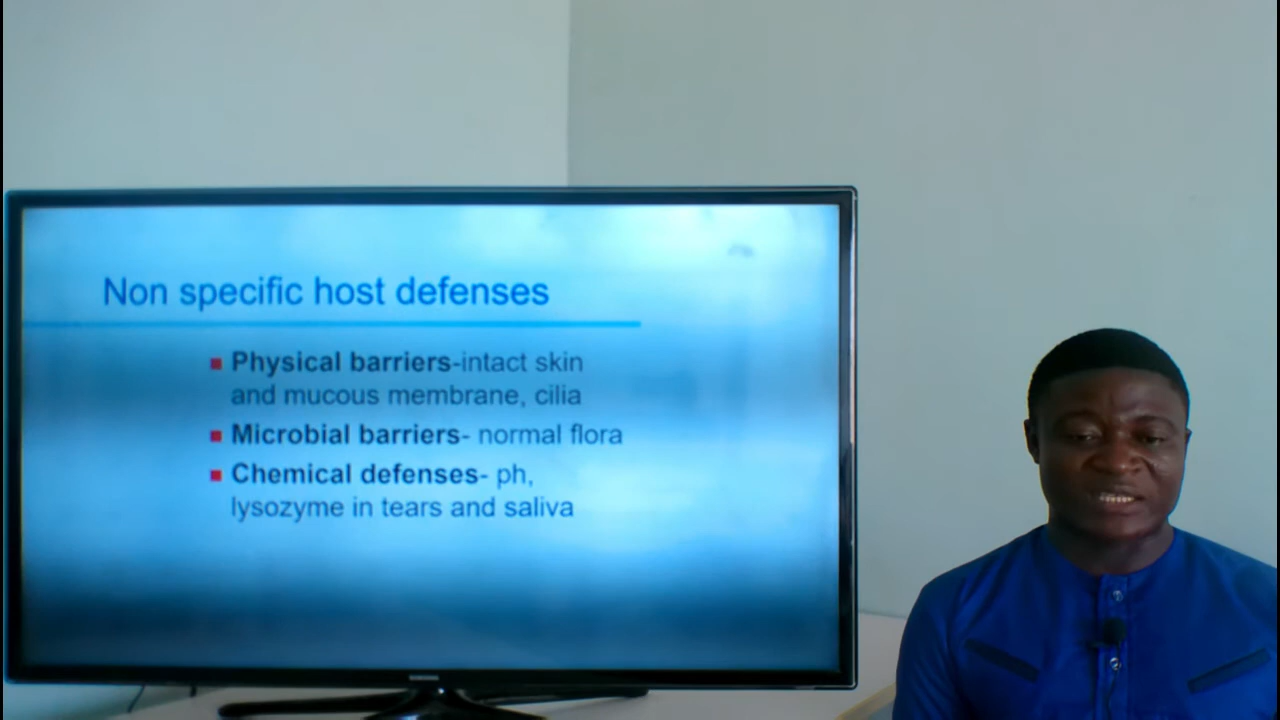 Non specific host defenses
Physical barriers-intact skin
and mucous membrane, cilia
Microbial barriers- normal flora
Chemical defenses- ph,
lysozyme in tears and saliva
SAMSUNG